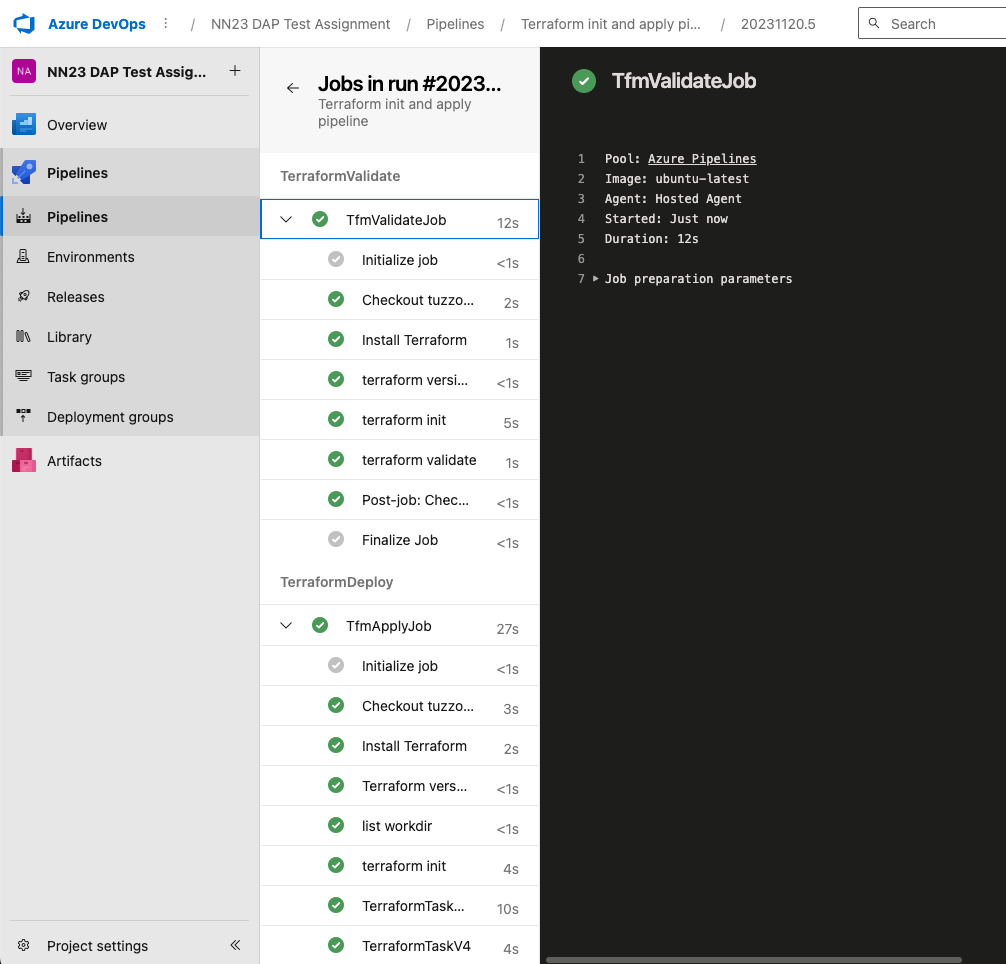 Azure DevOps / NN23 DAP Test Assignment / Pipelines / Terraform init and apply pi... / 20231120.5
Search
NA NN23 DAP Test Assig... +
Overview
Pipelines
Pipelines
Environments
Releases
Library
Task groups
Deployment groups
Artifacts
Project settings
Jobs in run #2023...
Terraform init and apply
pipeline
TerraformValidate
TfmValidateJob 12s
Initialize job <1s
Checkout tuzzo... 2s
Install Terraform 1s
terraform versi... <1s
terraform init 5s
terraform validate 1s
Post-job: Chec... <1s
Finalize Job <1s
TerraformDeploy
TfmApplyJob 27s
Initialize job <1s
Checkout tuzzo... 3s
Install Terraform 2s
Terraform vers... <1s
list workdir <1s
terraform init 4s
TerraformTask... 10s
TerraformTaskV4 4s
TfmValidateJob
1 Pool: Azure Pipelines
2 Image: ubuntu-latest
3 Agent: Hosted Agent
4 Started: Just now
5 Duration: 12s
6
7 Job preparation parameters